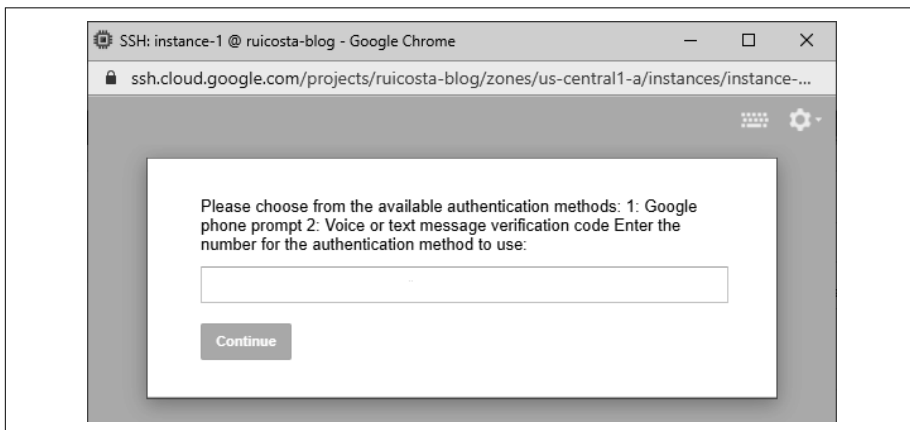 SSH: instance-1 @ ruicosta-blog - Google Chrome
ssh.cloud.google.com/projects/ruicosta-blog/zones/us-central1-a/instances/instance-...
Please choose from the available authentication methods: 1: Google
phone prompt 2: Voice or text message verification code Enter the
number for the authentication method to use:
Continue